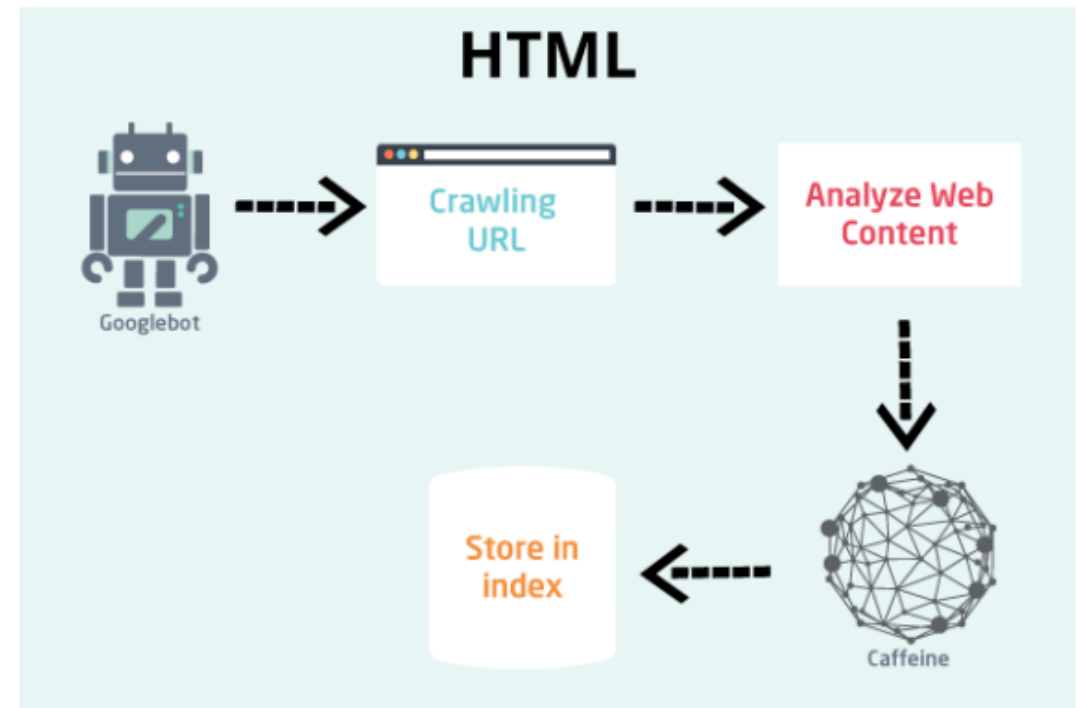 HTML
Googlebot
Crawling
URL
Analyze Web
Content
Caffeine
Store in
index